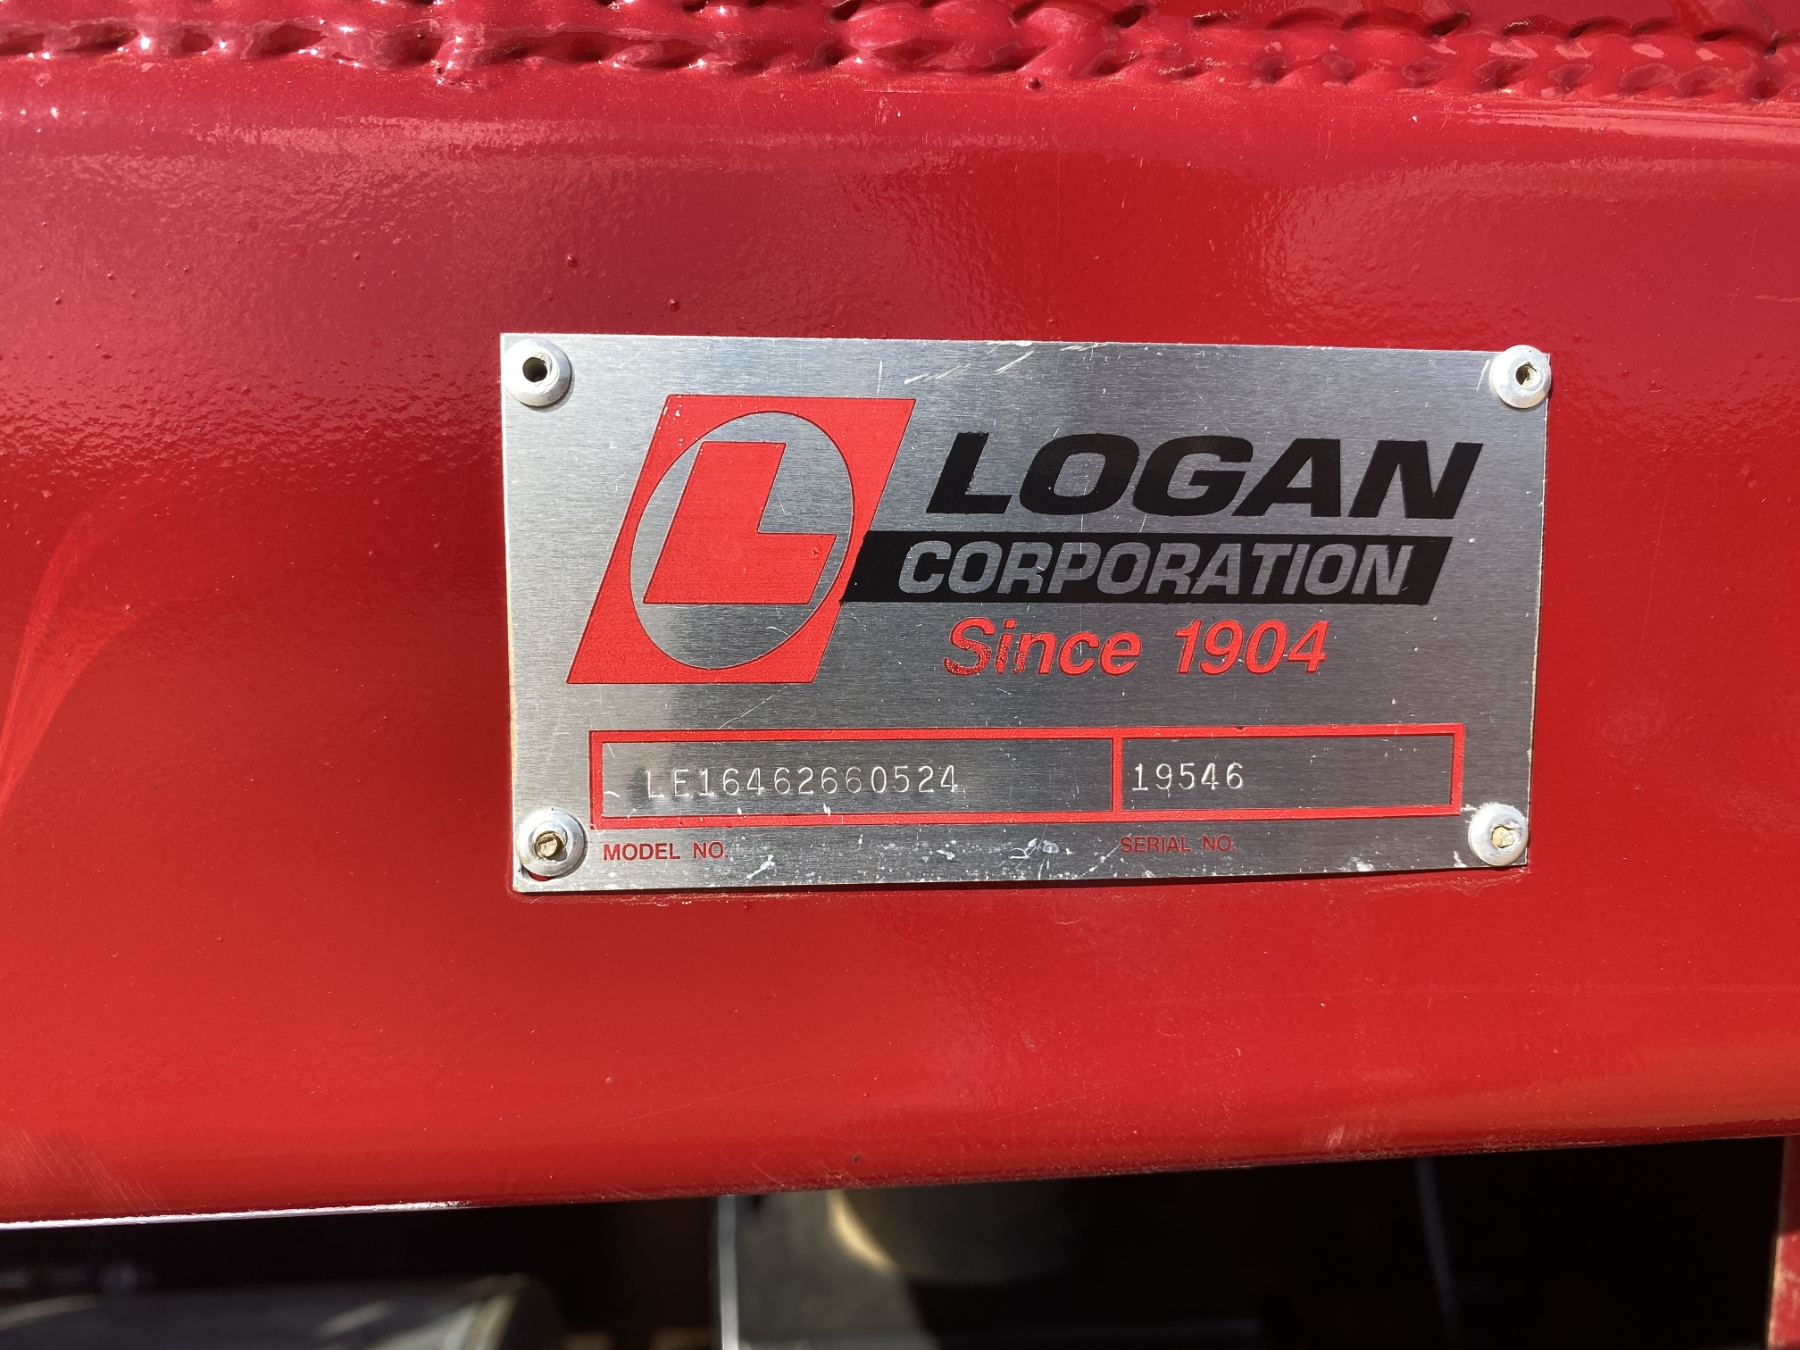 L
LOGAN
CORPORATION
Since 1904
LE16462660524 19546
MODEL NO. SERIAL NO.